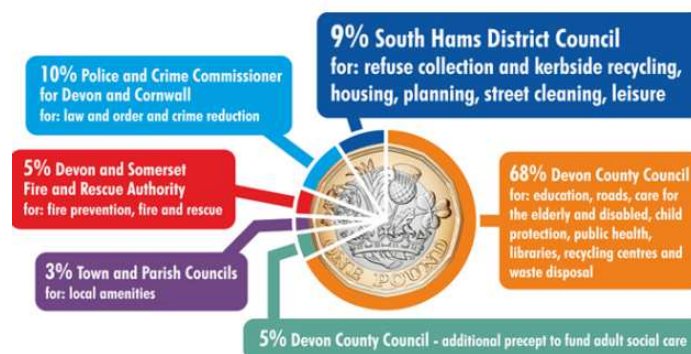 9% South Hams District Council
for: refuse collection and kerbside recycling,
housing, planning, street cleaning, leisure
10% Police and Crime Commissioner
for Devon and Cornwall
for: law and order and crime reduction
5% Devon and Somerset
Fire and Rescue Authority
for: fire prevention, fire and rescue
3% Town and Parish Councils
for: local amenities
68% Devon County Council
for: education, roads, care for
the elderly and disabled, child
protection, public health,
libraries, recycling centres and
waste disposal
5% Devon County Council - additional precept to fund adult social care
ONE POUND